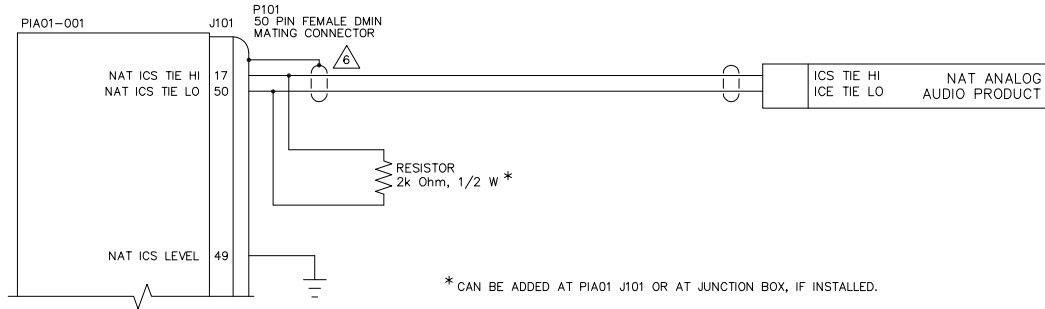 PIA01-001
J101
P101
50 PIN FEMALE DMIN
MATING CONNECTOR
6
NAT ICS TIE HI 17
NAT ICS TIE LO 50
ICS TIE HI
ICE TIE LO
NAT ANALOG
AUDIO PRODUCT
RESISTOR
2k Ohm, 1/2 W *
NAT ICS LEVEL 49
* CAN BE ADDED AT PIA01 J101 OR AT JUNCTION BOX, IF INSTALLED.